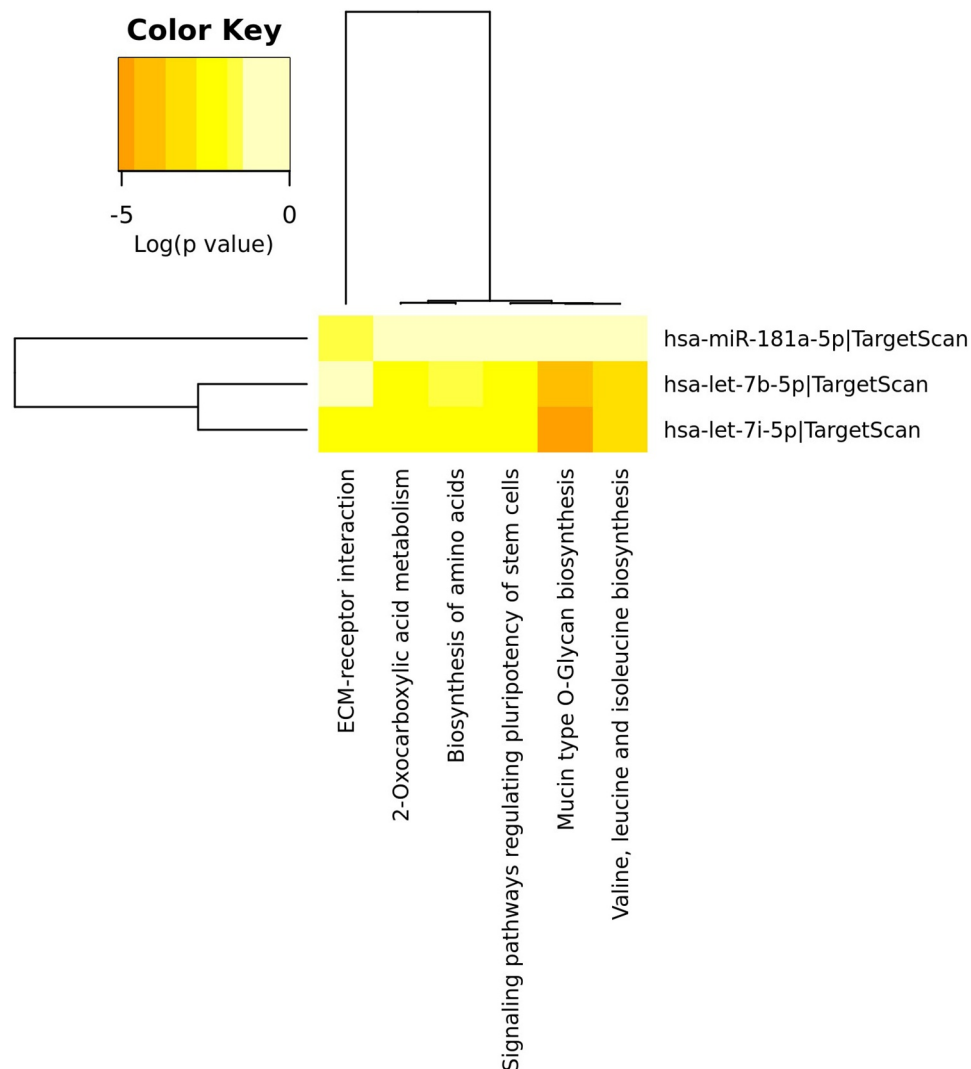 Color Key
-5
0
Log(p value)
hsa-miR-181a-5p|TargetScan
hsa-let-7b-5p|TargetScan
hsa-let-7i-5p|TargetScan
ECM-receptor interaction
2-Oxocarboxylic acid metabolism
Biosynthesis of amino acids
Signaling pathways regulating pluripotency of stem cells
Mucin type O-Glycan biosynthesis
Valine, leucine and isoleucine biosynthesis